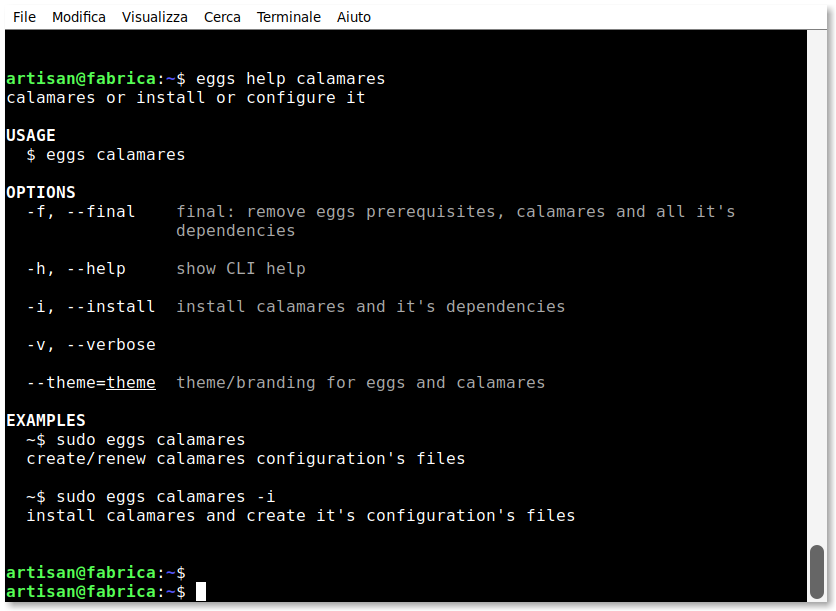 File Modifica Visualizza Cerca Terminale Aiuto
artisan@fabrica:~$ eggs help calamares
calamares or install or configure it
USAGE
$ eggs calamares
OPTIONS
-f, --final final: remove eggs prerequisites, calamares and all it's
dependencies
-h, --help show CLI help
-i, --install install calamares and it's dependencies
-v, --verbose
--theme=theme theme/branding for eggs and calamares
EXAMPLES
~$ sudo eggs calamares
create/renew calamares configuration's files
~$ sudo eggs calamares -i
install calamares and create it's configuration's files
artisan@fabrica:~$
artisan@fabrica:~$